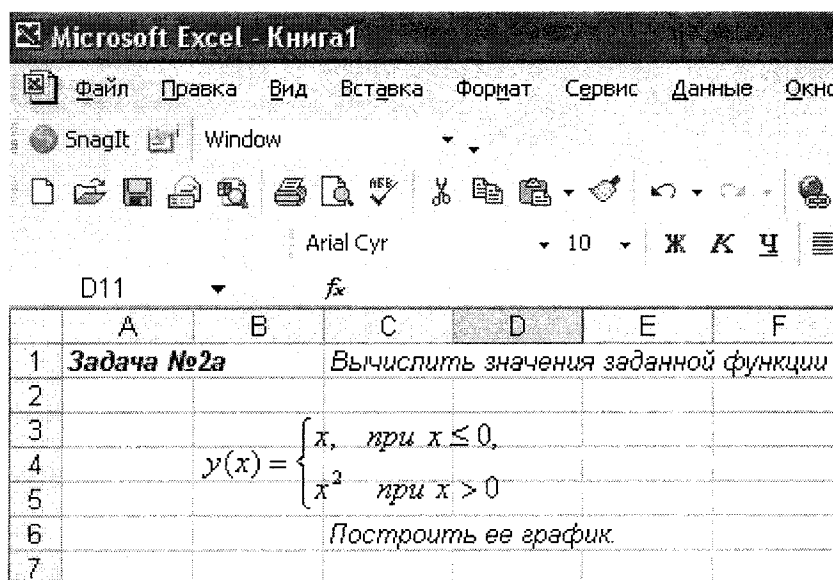 Microsoft Excel - Книга1
Файл Правка Вид Вставка Формат Сервис Данные Окно
SnagIt Window
Arial Cyr 10 Ж К Ч
D11 fx
A B C D E F
1 Задача №2а Вычислить значения заданной функции
2
3 x, при x ≤ 0,
4 y(x) =
5 x² при x > 0
6 Построить ее график.
7